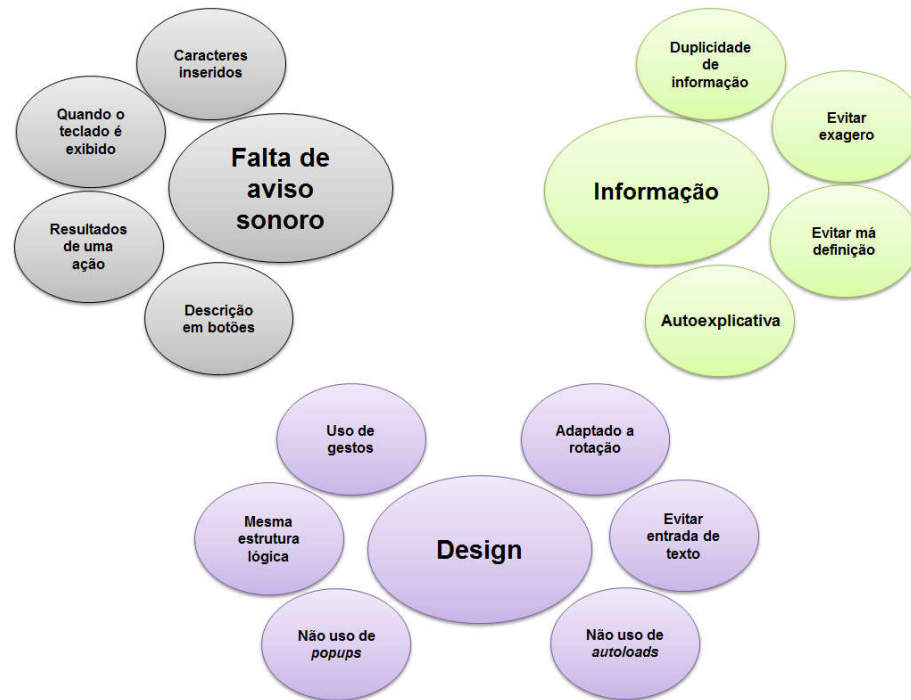 Caracteres
inseridos
Quando o
teclado é
exibido
Falta de
aviso
sonoro
Resultados
de uma
ação
Descrição
em botões
Duplicidade
de
informação
Evitar
exagero
Informação
Evitar má
definição
Autoexplicativa
Uso de
gestos
Adaptado a
rotação
Mesma
estrutura
lógica
Design
Evitar
entrada de
texto
Não uso de
popups
Não uso de
autoloads